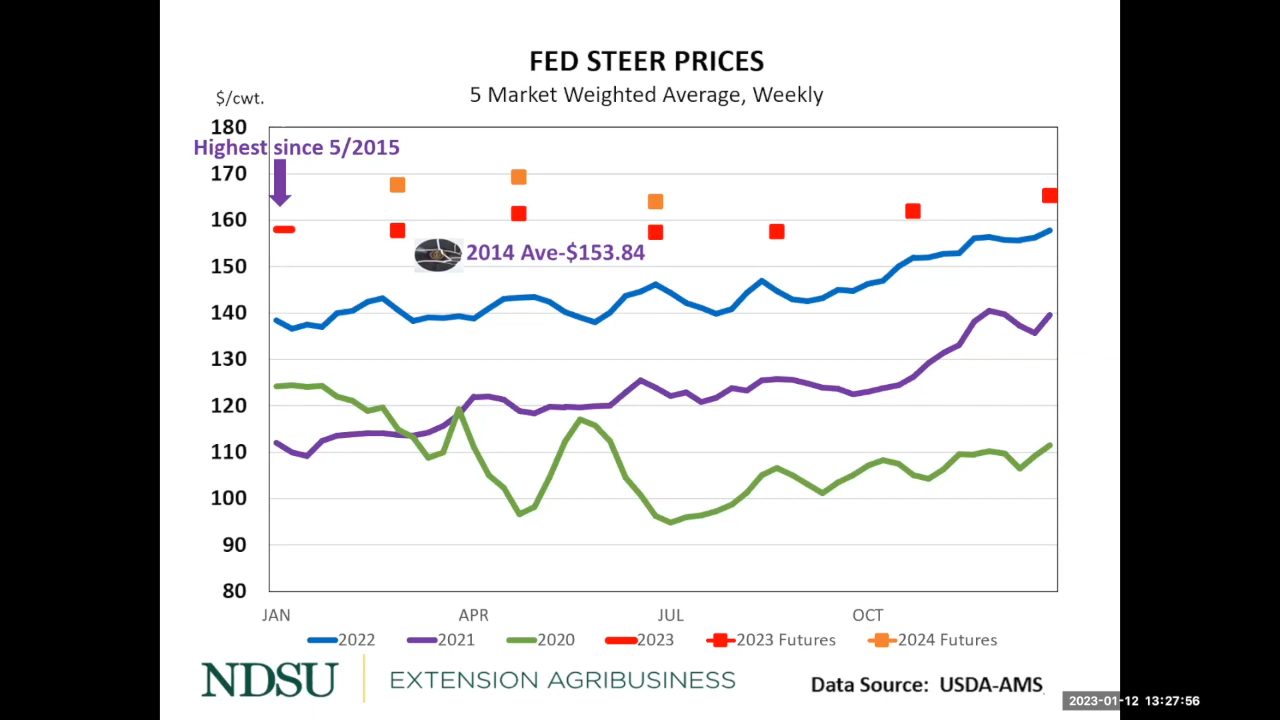 FED STEER PRICES
5 Market Weighted Average, Weekly
$/cwt.
180
Highest since 5/2015
170
160
2014 Ave-$153.84
150
140
130
120
110
100
90
80
JAN APR JUL OCT
2022 2021 2020 2023 2023 Futures 2024 Futures
NDSU EXTENSION AGRIBUSINESS
Data Source: USDA-AMS
2023-01-12 13:27:56